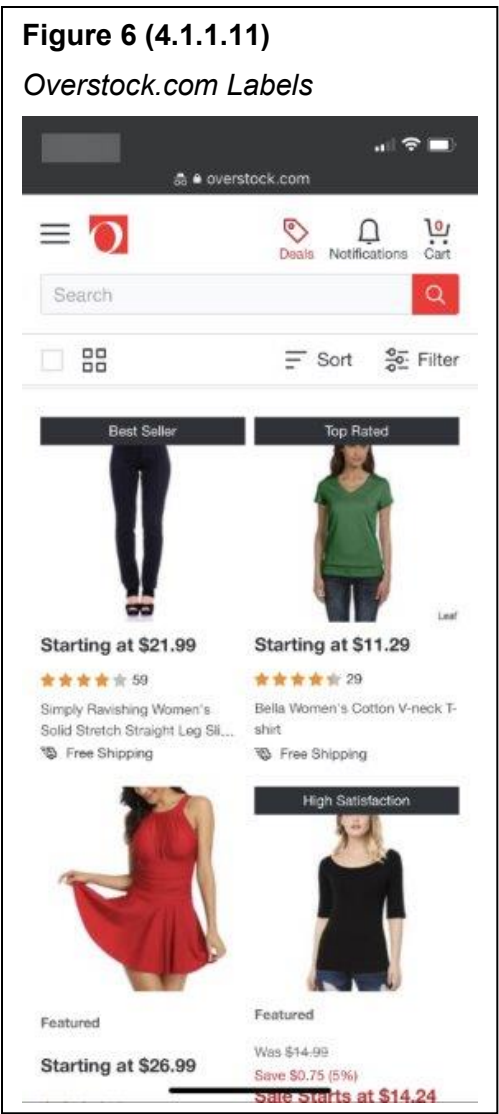 Figure 6 (4.1.1.11)
Overstock.com Labels
overstock.com
0
Deals Notifications Cart
Search
Sort Filter
Best Seller Top Rated
Leaf
Starting at $21.99 Starting at $11.29
59 29
Simply Ravishing Women's Bella Women's Cotton V-neck T-
Solid Stretch Straight Leg Sli... shirt
Free Shipping Free Shipping
High Satisfaction
Featured Featured
Was $14.99
Starting at $26.99 Save $0.75 (5%)
Sale Starts at $14.24